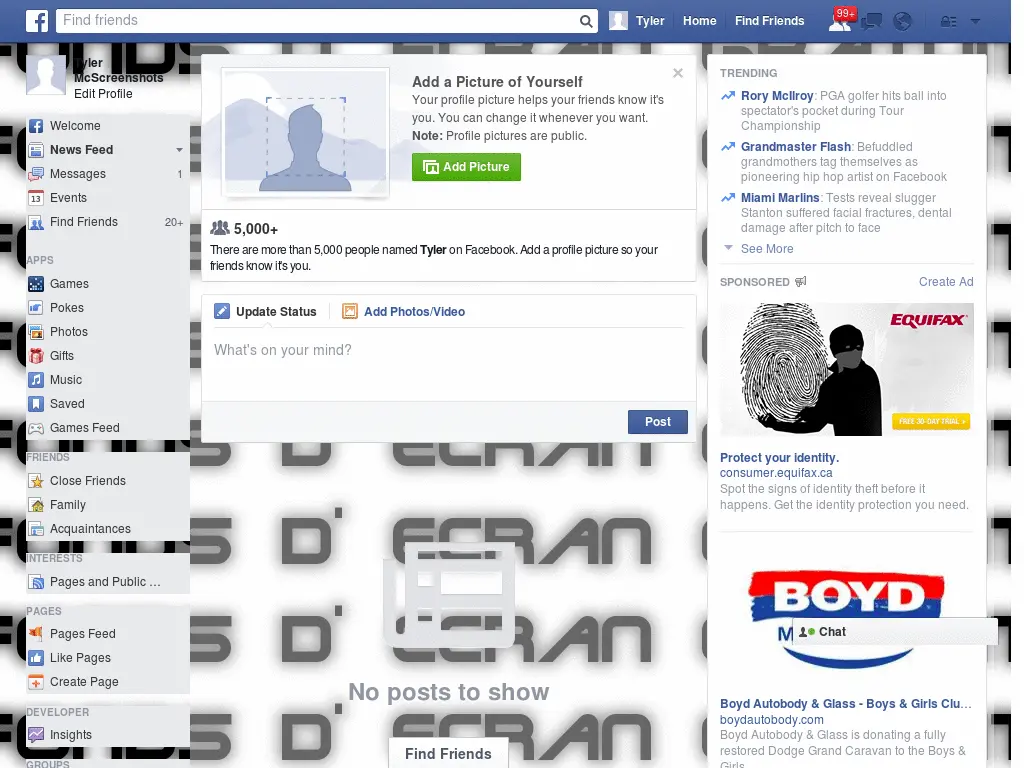 Find friends
Tyler
Home
Find Friends
99+
Tyler
McScreenshots
Edit Profile
Welcome
News Feed
Messages
1
13
Events
Find Friends
20+
APPS
Games
Pokes
Photos
Gifts
Music
Saved
Games Feed
FRIENDS
Close Friends
Family
Acquaintances
INTERESTS
Pages and Public ...
PAGES
Pages Feed
Like Pages
Create Page
DEVELOPER
Insights
GROUPS
Add a Picture of Yourself
Your profile picture helps your friends know it's
you. You can change it whenever you want.
Note: Profile pictures are public.
Add Picture
5,000+
There are more than 5,000 people named Tyler on Facebook. Add a profile picture so your
friends know it's you.
Update Status
Add Photos/Video
What's on your mind?
Post
D' ECRAN
D' ECRAN
D' ECRAN
D' ECRAN
No posts to show
Find Friends
TRENDING
Rory McIlroy: PGA golfer hits ball into
spectator's pocket during Tour
Championship
Grandmaster Flash: Befuddled
grandmothers tag themselves as
pioneering hip hop artist on Facebook
Miami Marlins: Tests reveal slugger
Stanton suffered facial fractures, dental
damage after pitch to face
See More
SPONSORED
Create Ad
EQUIFAX
FREE 30-DAY TRIAL »
Protect your identity.
consumer.equifax.ca
Spot the signs of identity theft before it
happens. Get the identity protection you need.
BOYD
Chat
Boyd Autobody & Glass - Boys & Girls Clu...
boydautobody.com
Boyd Autobody & Glass is donating a fully
restored Dodge Grand Caravan to the Boys &
Girls